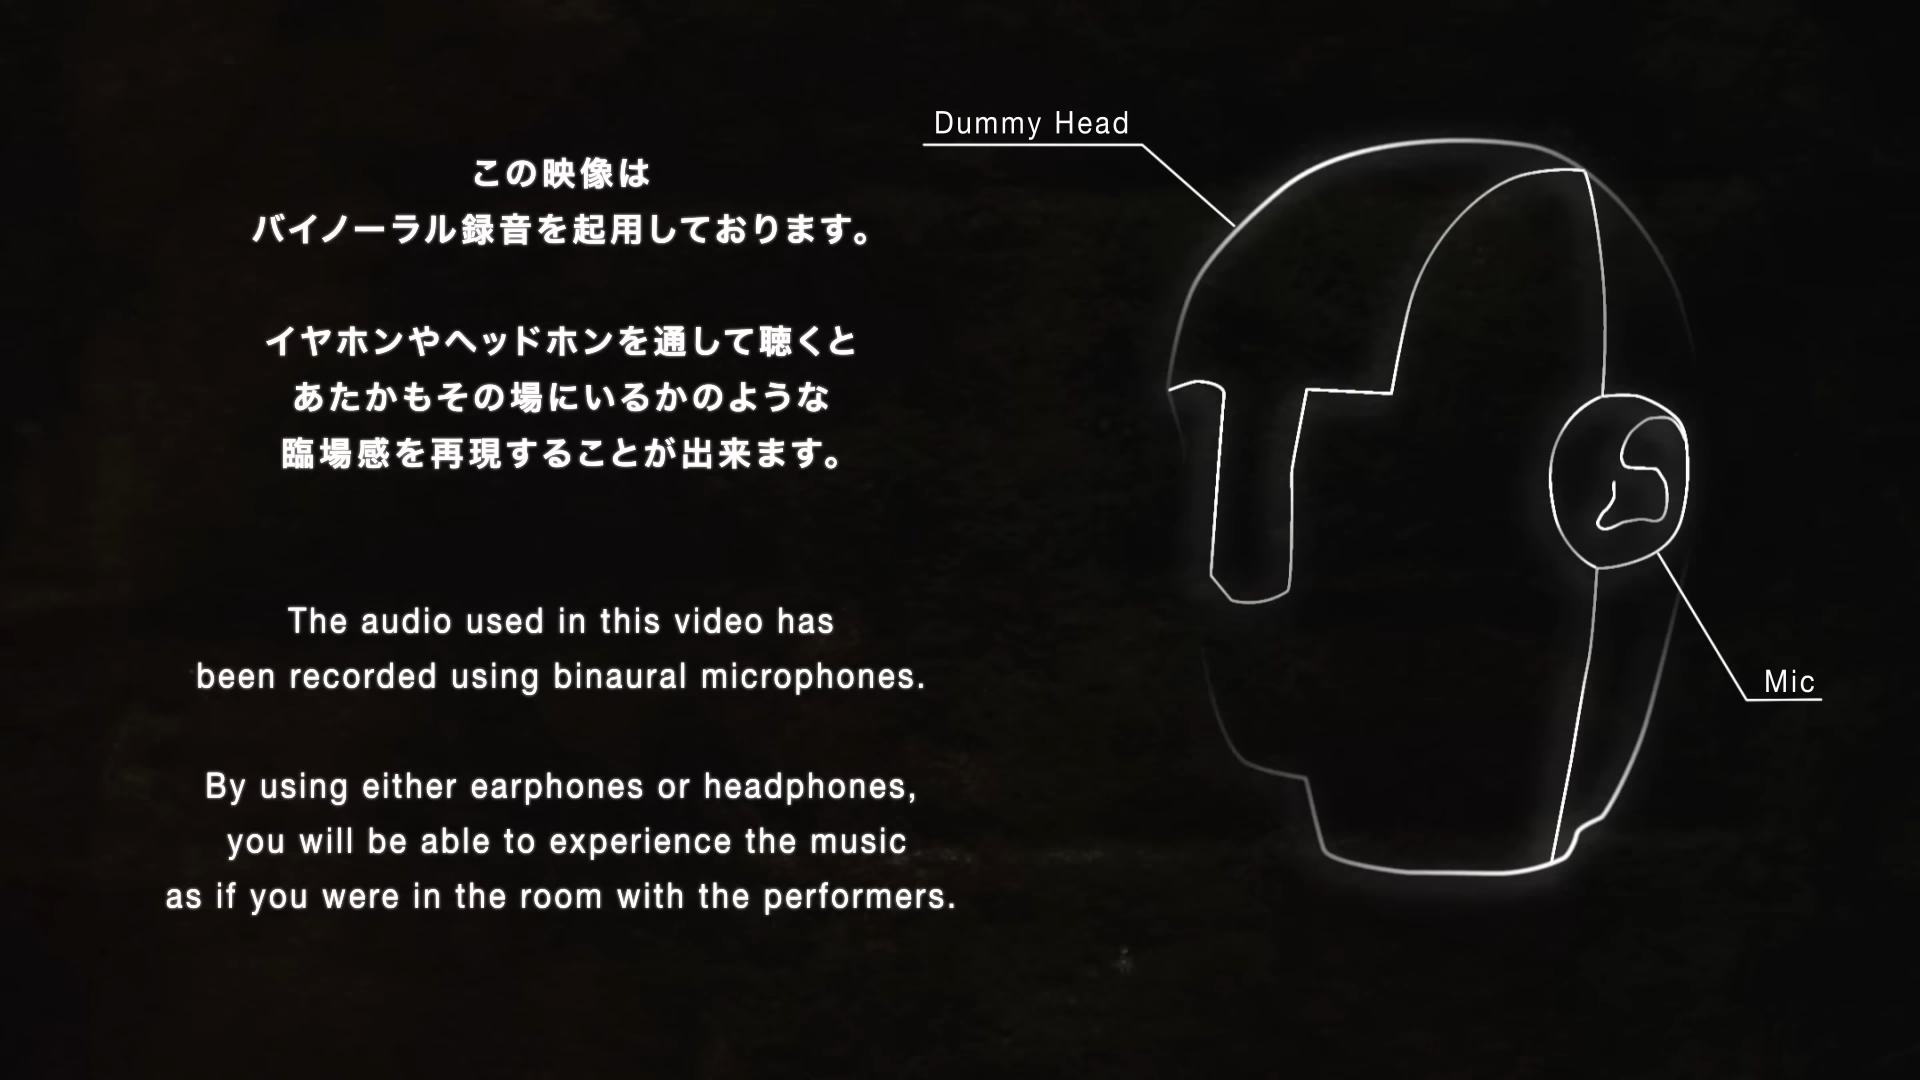 この映像は
バイノーラル録音を起用しております。
イヤホンやヘッドホンを通して聴くと
あたかもその場にいるかのような
臨場感を再現することが出来ます。
The audio used in this video has
been recorded using binaural microphones.
By using either earphones or headphones,
you will be able to experience the music
as if you were in the room with the performers.
Dummy Head
Mic